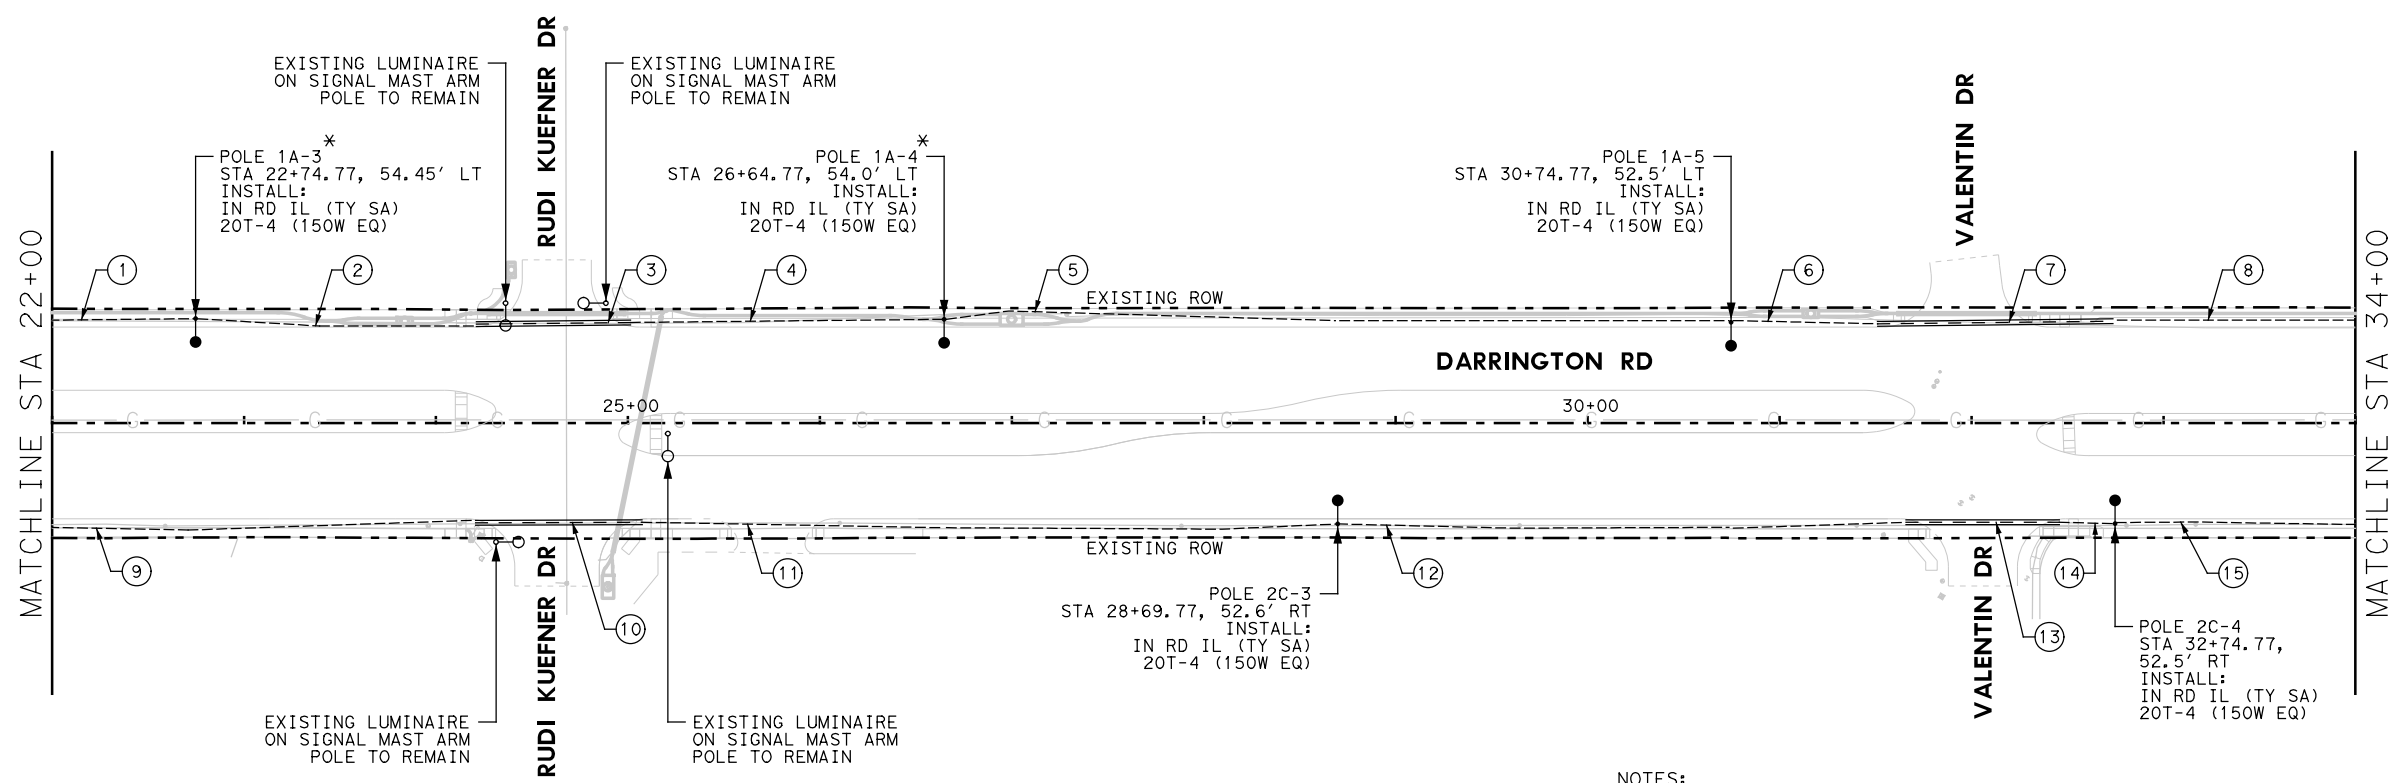 RUDI KUEFNER DR
EXISTING LUMINAIRE
ON SIGNAL MAST ARM
POLE TO REMAIN
EXISTING LUMINAIRE
ON SIGNAL MAST ARM
POLE TO REMAIN
VALENTIN DR
POLE 1A-3*
STA 22+74.77, 54.45' LT
INSTALL:
IN RD IL (TY SA)
20T-4 (150W EQ)
POLE 1A-4*
STA 26+64.77, 54.0' LT
INSTALL:
IN RD IL (TY SA)
20T-4 (150W EQ)
POLE 1A-5
STA 30+74.77, 52.5' LT
INSTALL:
IN RD IL (TY SA)
20T-4 (150W EQ)
MATCHLINE STA 22+00
MATCHLINE STA 34+00
1
2
3
4
5
6
7
8
EXISTING ROW
DARRINGTON RD
25+00
30+00
G G G G G G G G G G G G G
EXISTING ROW
9
10
11
12
13
14
15
RUDI KUEFNER DR
VALENTIN DR
POLE 2C-3
STA 28+69.77, 52.6' RT
INSTALL:
IN RD IL (TY SA)
20T-4 (150W EQ)
POLE 2C-4
STA 32+74.77,
52.5' RT
INSTALL:
IN RD IL (TY SA)
20T-4 (150W EQ)
EXISTING LUMINAIRE
ON SIGNAL MAST ARM
POLE TO REMAIN
EXISTING LUMINAIRE
ON SIGNAL MAST ARM
POLE TO REMAIN
NOTES: